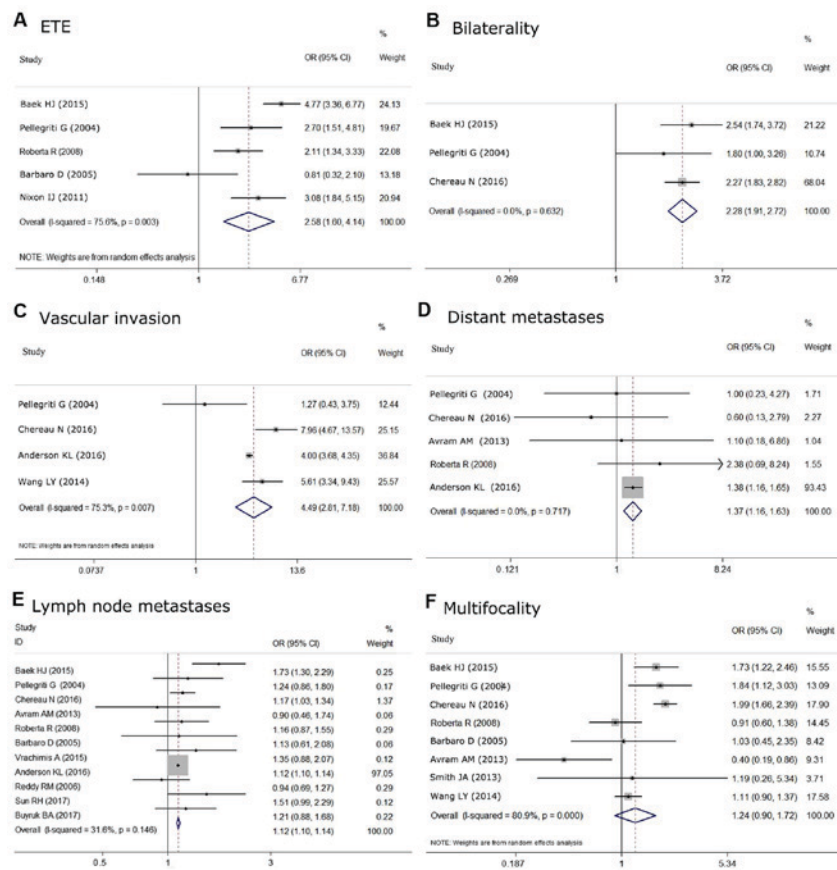 A ETE
%
Study OR (95% CI) Weight
Baek HJ (2015) 4.77 (3.36, 6.77) 24.13
Pellegriti G (2004) 2.70 (1.51, 4.81) 19.67
Roberta R (2008) 2.11 (1.34, 3.33) 22.08
Barbaro D (2005) 0.81 (0.32, 2.10) 13.18
Nixon IJ (2011) 3.08 (1.84, 5.15) 20.94
Overall (I-squared = 75.6%, p = 0.003) 2.58 (1.60, 4.14) 100.00
NOTE: Weights are from random effects analysis
0.148 1 6.77
B Bilaterality
%
Study OR (95% CI) Weight
Baek HJ (2015) 2.54 (1.74, 3.72) 21.22
Pellegriti G (2004) 1.80 (1.00, 3.26) 10.74
Chereau N (2016) 2.27 (1.83, 2.82) 68.04
Overall (I-squared = 0.0%, p = 0.632) 2.28 (1.91, 2.72) 100.00
0.269 1 3.72
C Vascular invasion
%
Study OR (95% CI) Weight
Pellegriti G (2004) 1.27 (0.43, 3.75) 12.44
Chereau N (2016) 7.96 (4.67, 13.57) 25.15
Anderson KL (2016) 4.00 (3.68, 4.35) 36.84
Wang LY (2014) 5.61 (3.34, 9.43) 25.57
Overall (I-squared = 75.3%, p = 0.007) 4.49 (2.81, 7.18) 100.00
NOTE: Weights are from random effects analysis
0.0737 1 13.6
D Distant metastases
%
Study OR (95% CI) Weight
Pellegriti G (2004) 1.00 (0.23, 4.27) 1.71
Chereau N (2016) 0.60 (0.13, 2.79) 2.27
Avram AM (2013) 1.10 (0.18, 6.86) 1.04
Roberta R (2008) 2.38 (0.69, 8.24) 1.55
Anderson KL (2016) 1.38 (1.16, 1.65) 93.43
Overall (I-squared = 0.0%, p = 0.717) 1.37 (1.16, 1.63) 100.00
0.121 1 8.24
E Lymph node metastases
Study %
ID OR (95% CI) Weight
Baek HJ (2015) 1.73 (1.30, 2.29) 0.25
Pellegriti G (2004) 1.24 (0.86, 1.80) 0.17
Chereau N (2016) 1.17 (1.03, 1.34) 1.37
Avram AM (2013) 0.90 (0.46, 1.74) 0.06
Roberta R (2008) 1.16 (0.87, 1.55) 0.29
Barbaro D (2005) 1.13 (0.61, 2.08) 0.06
Vrachimis A (2015) 1.35 (0.88, 2.07) 0.12
Anderson KL (2016) 1.12 (1.10, 1.14) 97.05
Reddy RM (2006) 0.94 (0.69, 1.27) 0.29
Sun RH (2017) 1.51 (0.99, 2.29) 0.12
Buyruk BA (2017) 1.21 (0.88, 1.68) 0.22
Overall (I-squared = 31.6%, p = 0.146) 1.12 (1.10, 1.14) 100.00
0.5 1 3
F Multifocality
%
Study OR (95% CI) Weight
Baek HJ (2015) 1.73 (1.22, 2.46) 15.55
Pellegriti G (2004) 1.84 (1.12, 3.03) 13.09
Chereau N (2016) 1.99 (1.66, 2.39) 17.90
Roberta R (2008) 0.91 (0.60, 1.38) 14.45
Barbaro D (2005) 1.03 (0.45, 2.35) 8.42
Avram AM (2013) 0.40 (0.19, 0.86) 9.31
Smith JA (2013) 1.19 (0.26, 5.34) 3.71
Wang LY (2014) 1.11 (0.90, 1.37) 17.58
Overall (I-squared = 80.9%, p = 0.000) 1.24 (0.90, 1.72) 100.00
NOTE: Weights are from random effects analysis
0.187 1 5.34